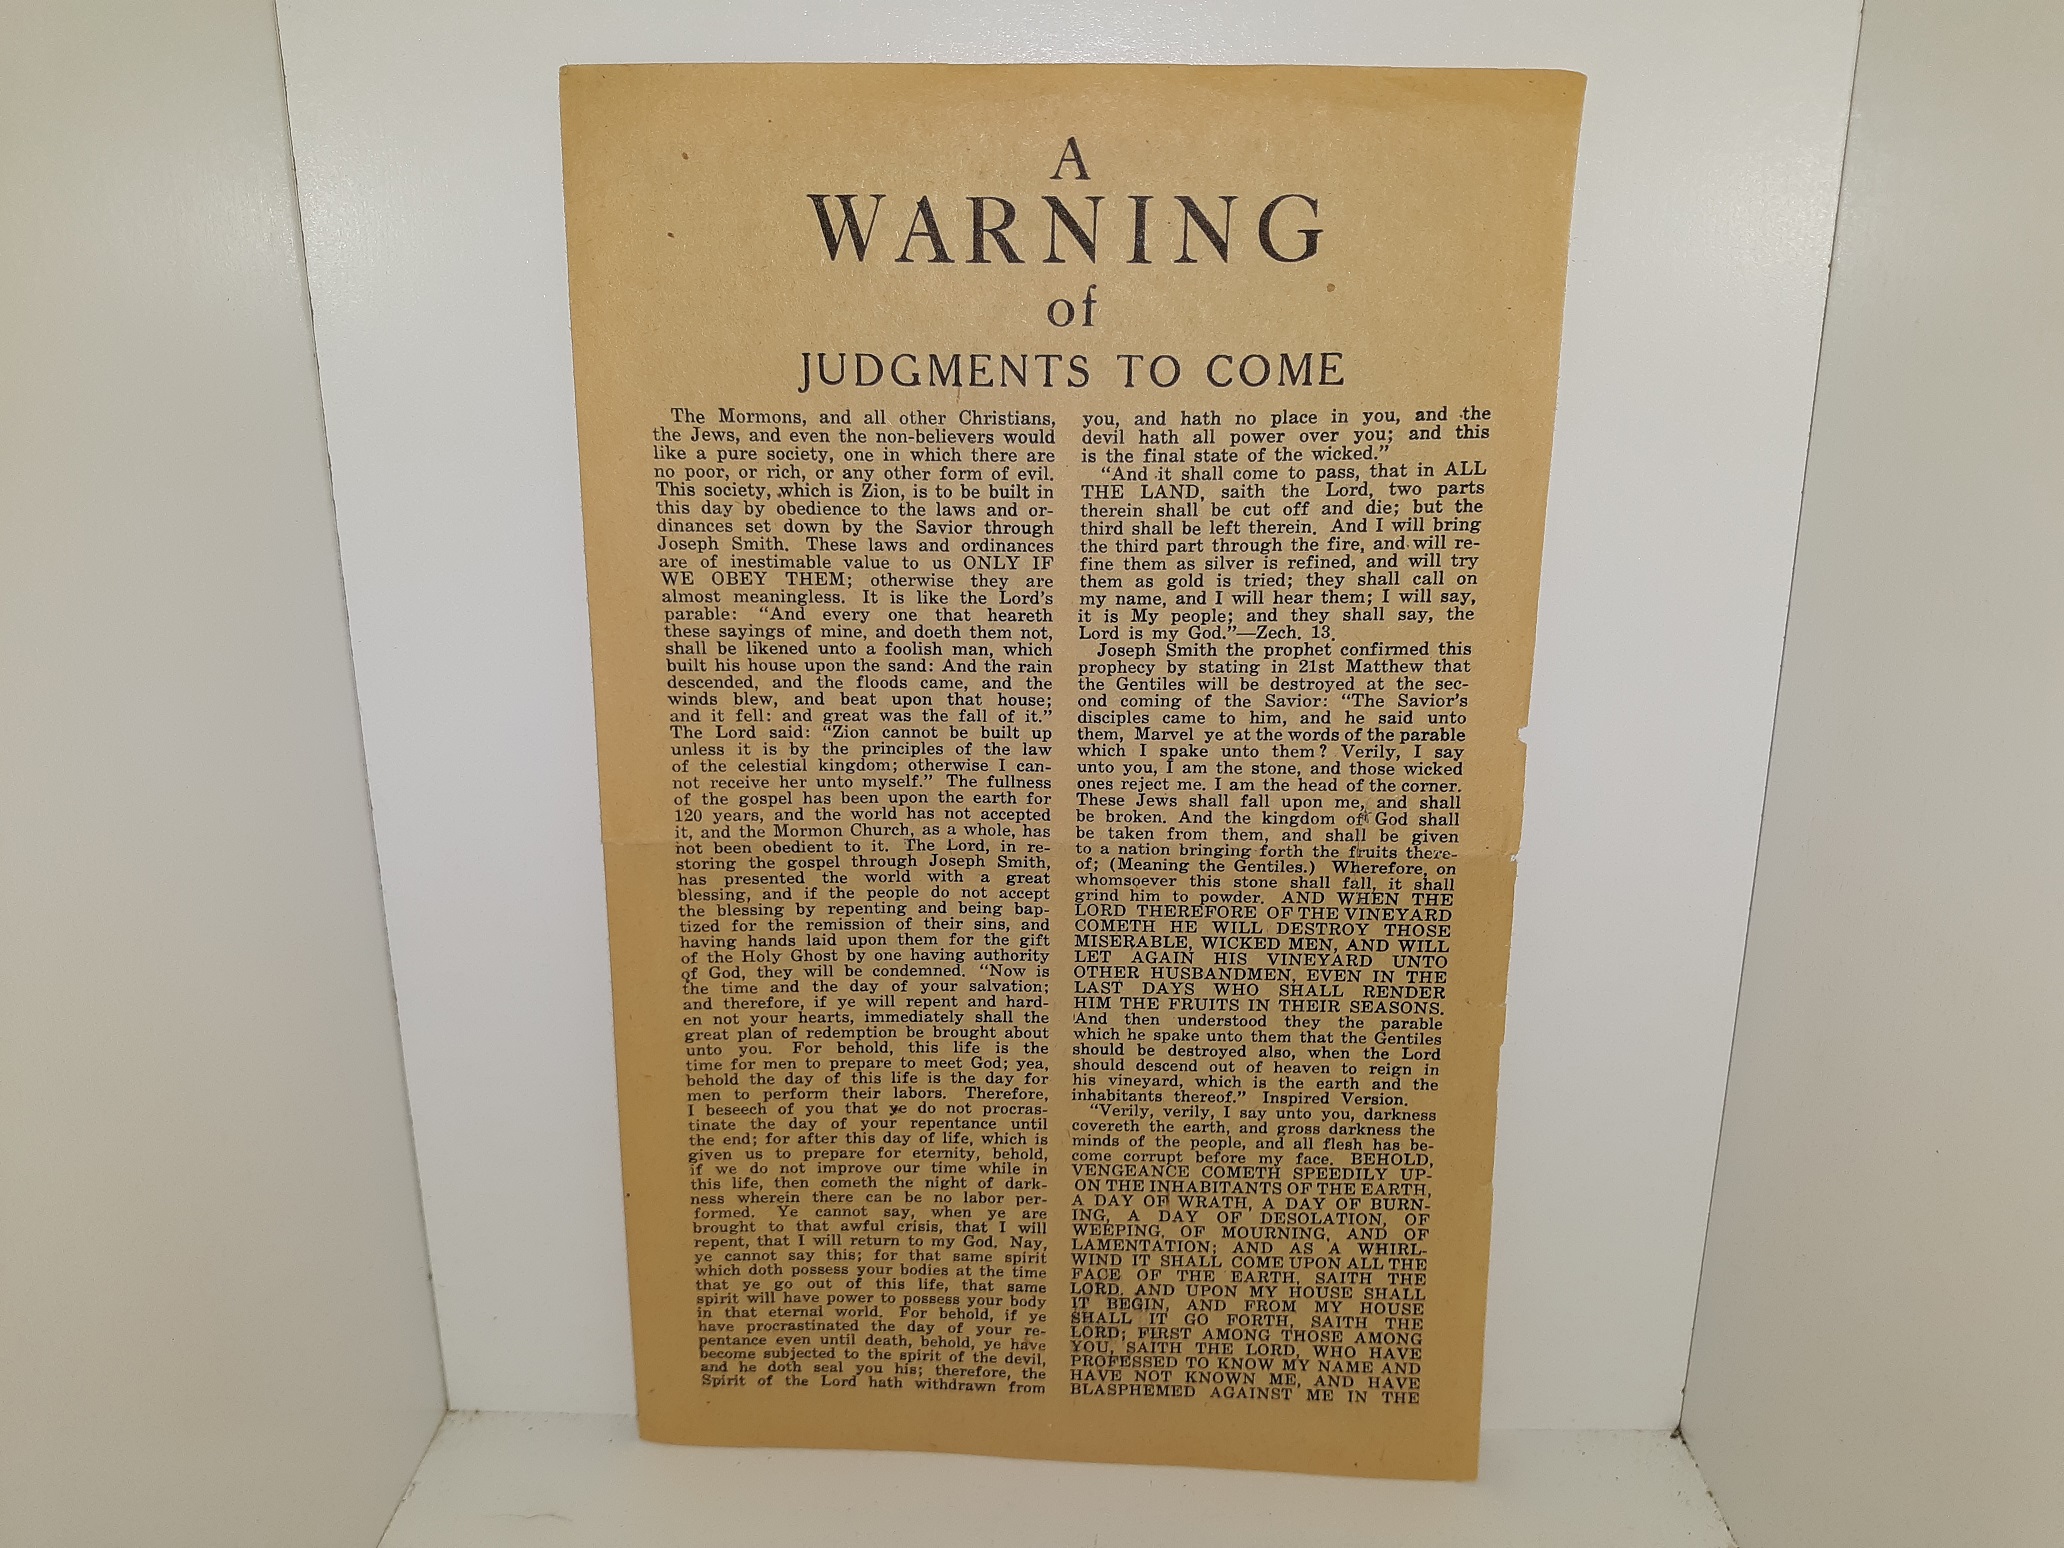 A
WARNING
of
JUDGMENTS TO COME
The Mormons, and all other Christians,
the Jews, and even the non-believers would
like a pure society, one in which there are
no poor, or rich, or any other form of evil.
This society, which is Zion, is to be built in
this day by obedience to the laws and or-
dinances set down by the Savior through
Joseph Smith. These laws and ordinances
are of inestimable value to us ONLY IF
WE OBEY THEM; otherwise they are
almost meaningless. It is like the Lord's
parable: "And every one that heareth
these sayings of mine, and doeth them not,
shall be likened unto a foolish man, which
built his house upon the sand: And the rain
descended, and the floods came, and the
winds blew, and beat upon that house;
and it fell: and great was the fall of it."
The Lord said: "Zion cannot be built up
unless it is by the principles of the law
of the celestial kingdom; otherwise I can-
not receive her unto myself." The fullness
of the gospel has been upon the earth for
120 years, and the world has not accepted
it, and the Mormon Church, as a whole, has
not been obedient to it. The Lord, in re-
storing the gospel through Joseph Smith,
has presented the world with a great
blessing, and if the people do not accept
the blessing by repenting and being bap-
tized for the remission of their sins, and
having hands laid upon them for the gift
of the Holy Ghost by one having authority
of God, they will be condemned. "Now is
the time and the day of your salvation;
and therefore, if ye will repent and hard-
en not your hearts, immediately shall the
great plan of redemption be brought about
unto you. For behold, this life is the
time for men to prepare to meet God; yea,
behold the day of this life is the day for
men to perform their labors. Therefore,
I beseech of you that ye do not procras-
tinate the day of your repentance until
the end; for after this day of life, which is
given us to prepare for eternity, behold,
if we do not improve our time while in
this life, then cometh the night of dark-
ness wherein there can be no labor per-
formed. Ye cannot say, when ye are
brought to that awful crisis, that I will
repent, that I will return to my God. Nay,
ye cannot say this; for that same spirit
which doth possess your bodies at the time
that ye go out of this life, that same
spirit will have power to possess your body
in that eternal world. For behold, if ye
have procrastinated the day of your re-
pentance even until death, behold, ye have
become subjected to the spirit of the devil,
and he doth seal you his; therefore, the
Spirit of the Lord hath withdrawn from
you, and hath no place in you, and the
devil hath all power over you; and this
is the final state of the wicked."
"And it shall come to pass, that in ALL
THE LAND, saith the Lord, two parts
therein shall be cut off and die; but the
third shall be left therein. And I will bring
the third part through the fire, and will re-
fine them as silver is refined, and will try
them as gold is tried; they shall call on
my name, and I will hear them; I will say,
it is My people; and they shall say, the
Lord is my God."—Zech. 13.
Joseph Smith the prophet confirmed this
prophecy by stating in 21st Matthew that
the Gentiles will be destroyed at the sec-
ond coming of the Savior: "The Savior's
disciples came to him, and he said unto
them, Marvel ye at the words of the parable
which I spake unto them? Verily, I say
unto you, I am the stone, and those wicked
ones reject me. I am the head of the corner.
These Jews shall fall upon me, and shall
be broken. And the kingdom of God shall
be taken from them, and shall be given
to a nation bringing forth the fruits there-
of; (Meaning the Gentiles.) Wherefore, on
whomsoever this stone shall fall, it shall
grind him to powder. AND WHEN THE
LORD THEREFORE OF THE VINEYARD
COMETH HE WILL DESTROY THOSE
MISERABLE, WICKED MEN, AND WILL
LET AGAIN HIS VINEYARD UNTO
OTHER HUSBANDMEN, EVEN IN THE
LAST DAYS WHO SHALL RENDER
HIM THE FRUITS IN THEIR SEASONS.
And then understood they the parable
which he spake unto them that the Gentiles
should be destroyed also, when the Lord
should descend out of heaven to reign in
his vineyard, which is the earth and the
inhabitants thereof." Inspired Version.
"Verily, verily, I say unto you, darkness
covereth the earth, and gross darkness the
minds of the people, and all flesh has be-
come corrupt before my face. BEHOLD,
VENGEANCE COMETH SPEEDILY UP-
ON THE INHABITANTS OF THE EARTH,
A DAY OF WRATH, A DAY OF BURN-
ING, A DAY OF DESOLATION, OF
WEEPING, OF MOURNING, AND OF
LAMENTATION; AND AS A WHIRL-
WIND IT SHALL COME UPON ALL THE
FACE OF THE EARTH, SAITH THE
LORD. AND UPON MY HOUSE SHALL
IT BEGIN, AND FROM MY HOUSE
SHALL IT GO FORTH, SAITH THE
LORD; FIRST AMONG THOSE AMONG
YOU, SAITH THE LORD, WHO HAVE
PROFESSED TO KNOW MY NAME AND
HAVE NOT KNOWN ME, AND HAVE
BLASPHEMED AGAINST ME IN THE